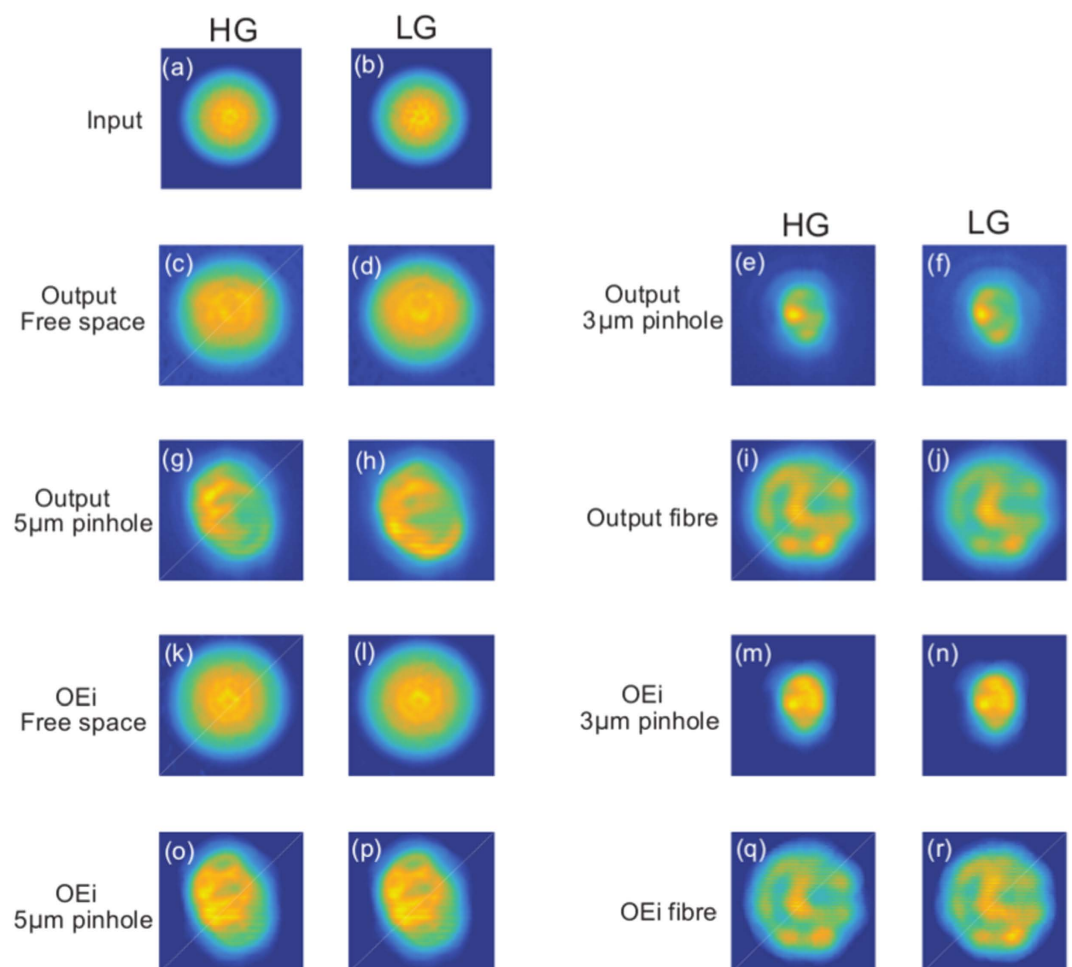 HG LG
(a) (b)
Input
HG LG
(c) (d) (e) (f)
Output
Free space
Output
3µm pinhole
(g) (h) (i) (j)
Output
5µm pinhole
Output fibre
(k) (l) (m) (n)
OEi
Free space
OEi
3µm pinhole
(o) (p) (q) (r)
OEi
5µm pinhole
OEi fibre